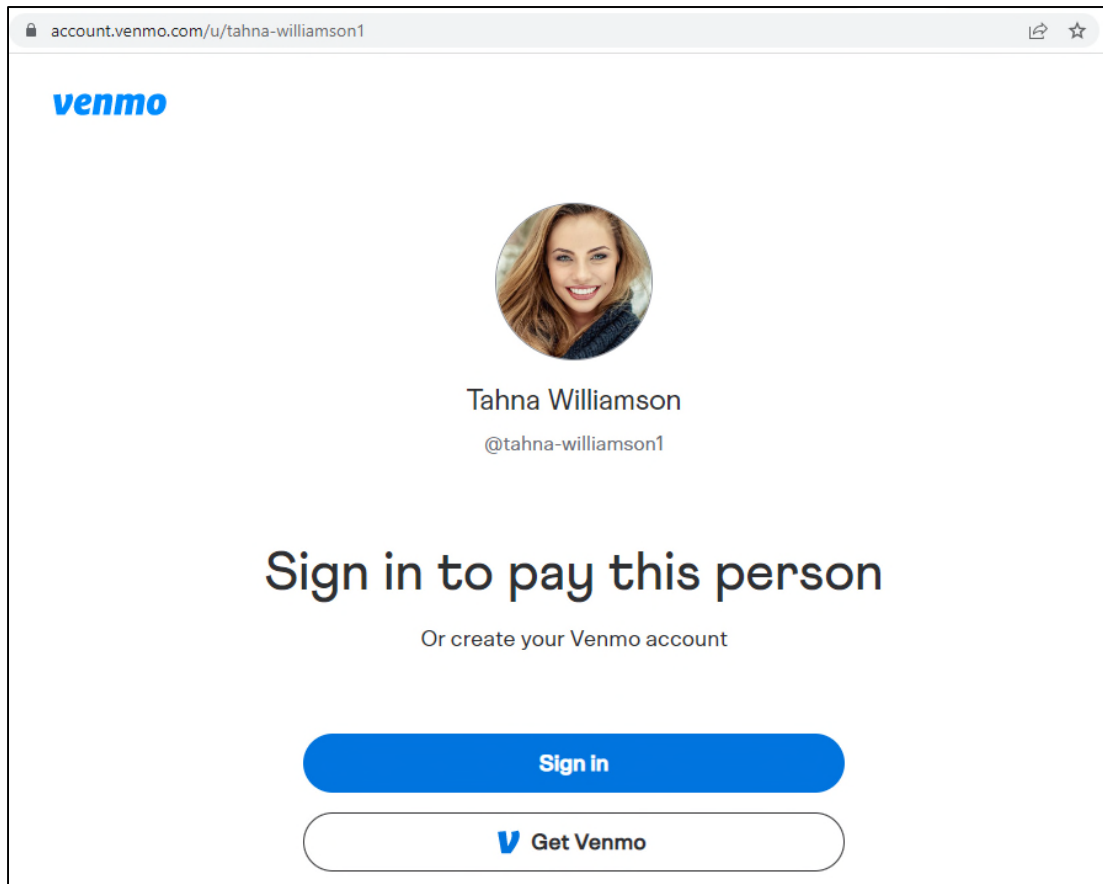 account.venmo.com/u/tahna-williamson1
venmo
Tahna Williamson
@tahna-williamson1
Sign in to pay this person
Or create your Venmo account
Sign in
V Get Venmo